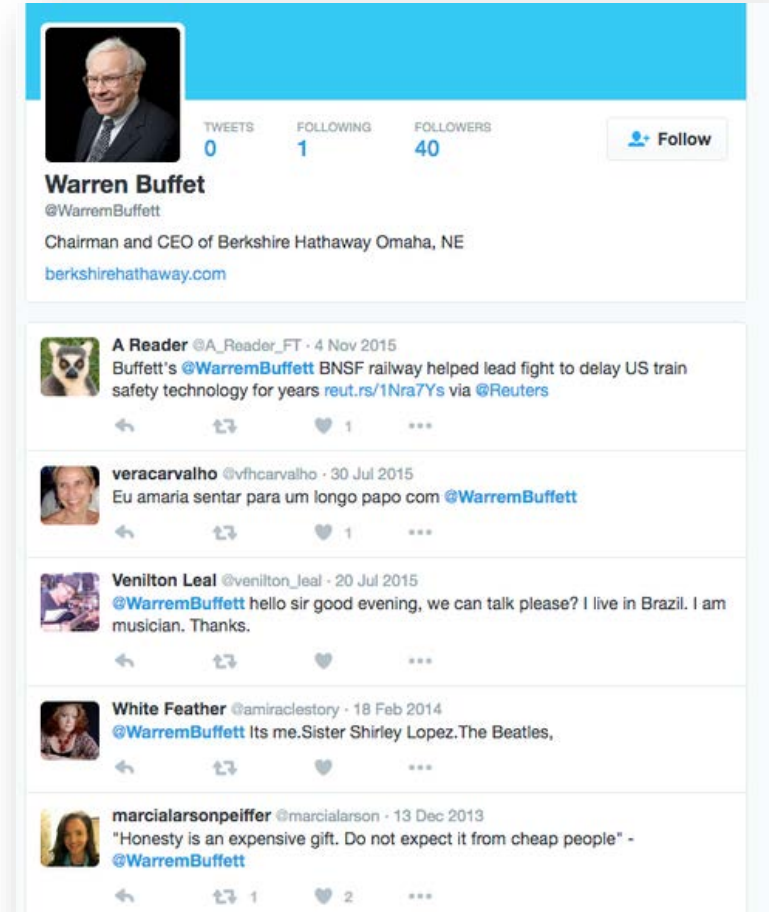 TWEETS FOLLOWING FOLLOWERS
0 1 40
Follow
Warren Buffet
@WarremBuffett
Chairman and CEO of Berkshire Hathaway Omaha, NE
berkshirehathaway.com
A Reader @A_Reader_FT · 4 Nov 2015
Buffett's @WarremBuffett BNSF railway helped lead fight to delay US train
safety technology for years reut.rs/1Nra7Ys via @Reuters
1
veracarvalho @vfhcarvalho · 30 Jul 2015
Eu amaria sentar para um longo papo com @WarremBuffett
1
Venilton Leal @venilton_leal · 20 Jul 2015
@WarremBuffett hello sir good evening, we can talk please? I live in Brazil. I am
musician. Thanks.
White Feather @amiraclestory · 18 Feb 2014
@WarremBuffett Its me.Sister Shirley Lopez.The Beatles,
marcialarsonpeiffer @marcialarson · 13 Dec 2013
"Honesty is an expensive gift. Do not expect it from cheap people" -
@WarremBuffett
1 2